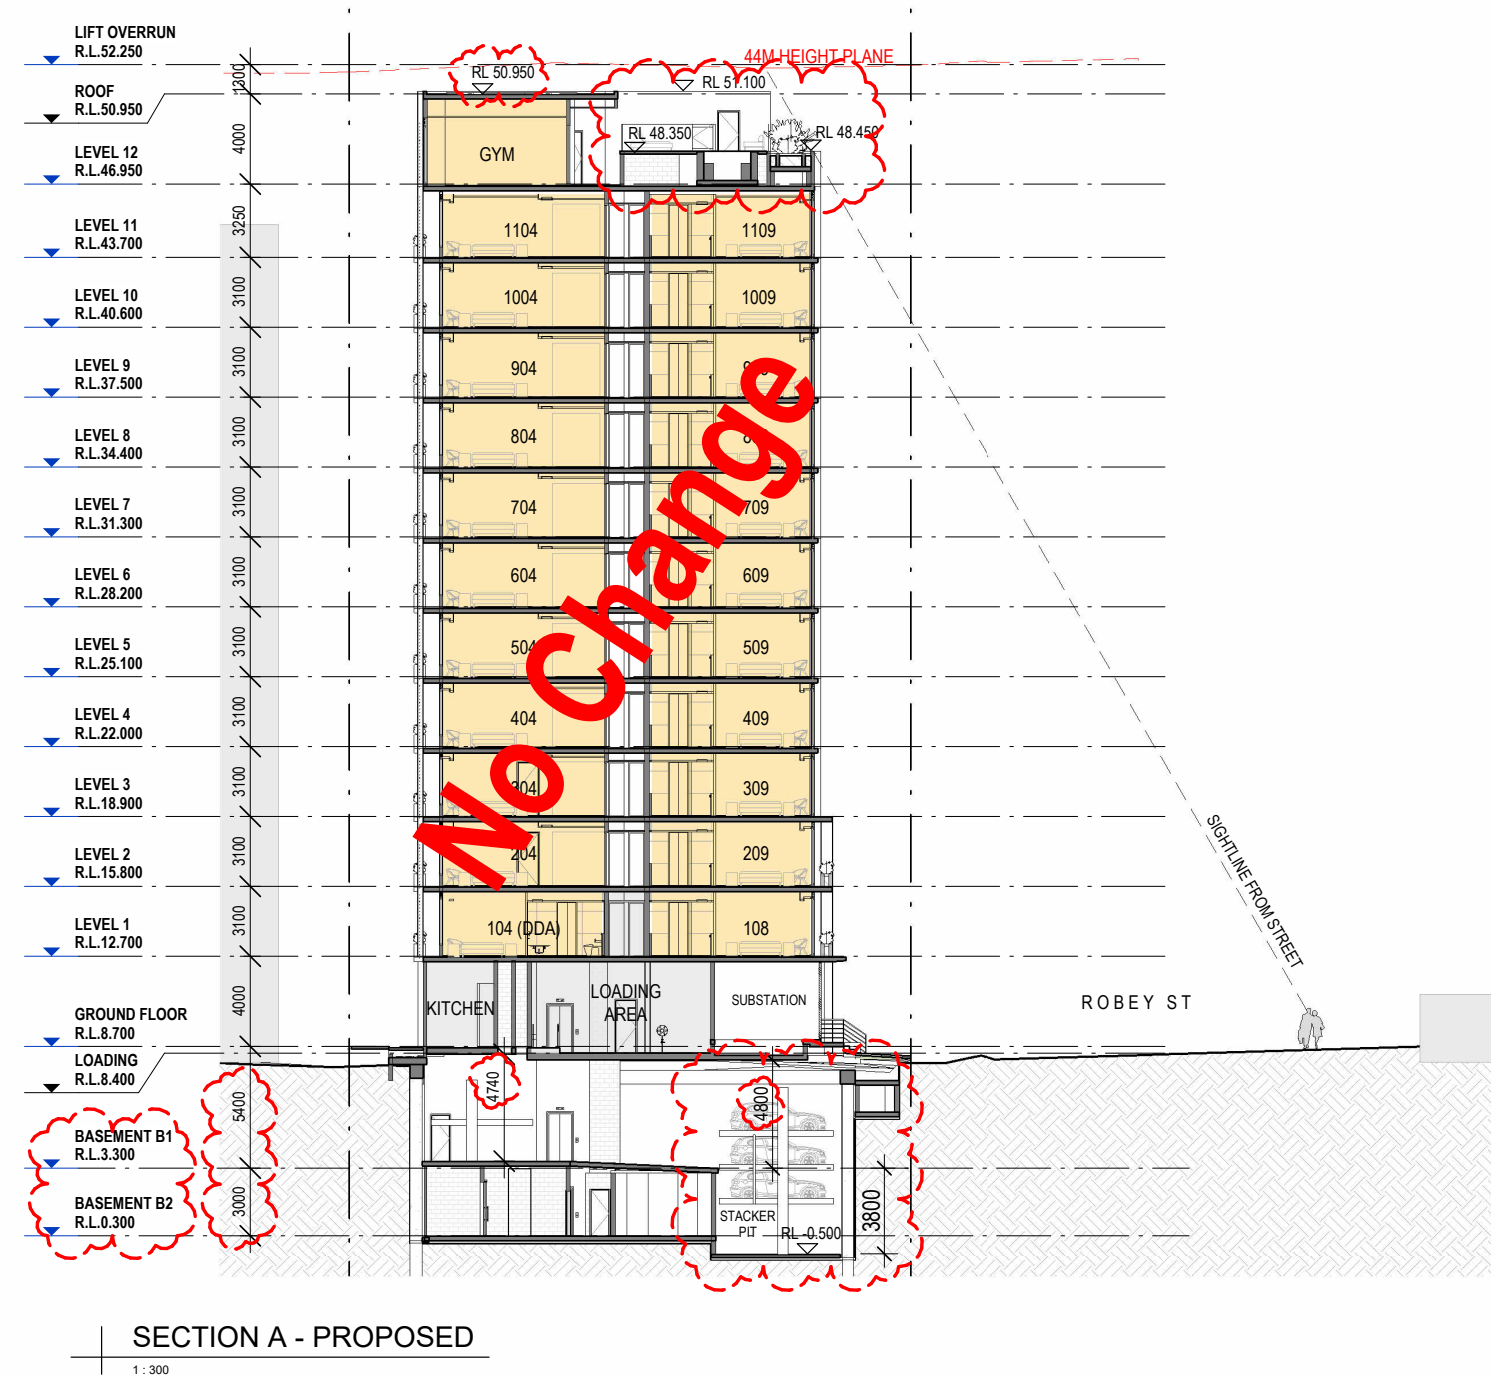 LIFT OVERRUN
R.L.52.250
ROOF
R.L.50.950
LEVEL 12
R.L.46.950
LEVEL 11
R.L.43.700
LEVEL 10
R.L.40.600
LEVEL 9
R.L.37.500
LEVEL 8
R.L.34.400
LEVEL 7
R.L.31.300
LEVEL 6
R.L.28.200
LEVEL 5
R.L.25.100
LEVEL 4
R.L.22.000
LEVEL 3
R.L.18.900
LEVEL 2
R.L.15.800
LEVEL 1
R.L.12.700
GROUND FLOOR
R.L.8.700
LOADING
R.L.8.400
BASEMENT B1
R.L.3.300
BASEMENT B2
R.L.0.300
1300
4000
3250
3100
3100
3100
3100
3100
3100
3100
3100
3100
3100
4000
5400
3000
44M HEIGHT PLANE
RL 50.950
RL 51.100
RL 48.350
RL 48.450
GYM
1104
1109
1004
1009
904
804
704
709
604
609
504
509
404
409
304
309
204
209
104 (DDA)
108
No Change
KITCHEN
LOADING
AREA
SUBSTATION
ROBEY ST
SIGHTLINE FROM STREET
4740
4800
3800
STACKER
PIT
RL -0.500
SECTION A - PROPOSED
1 : 300